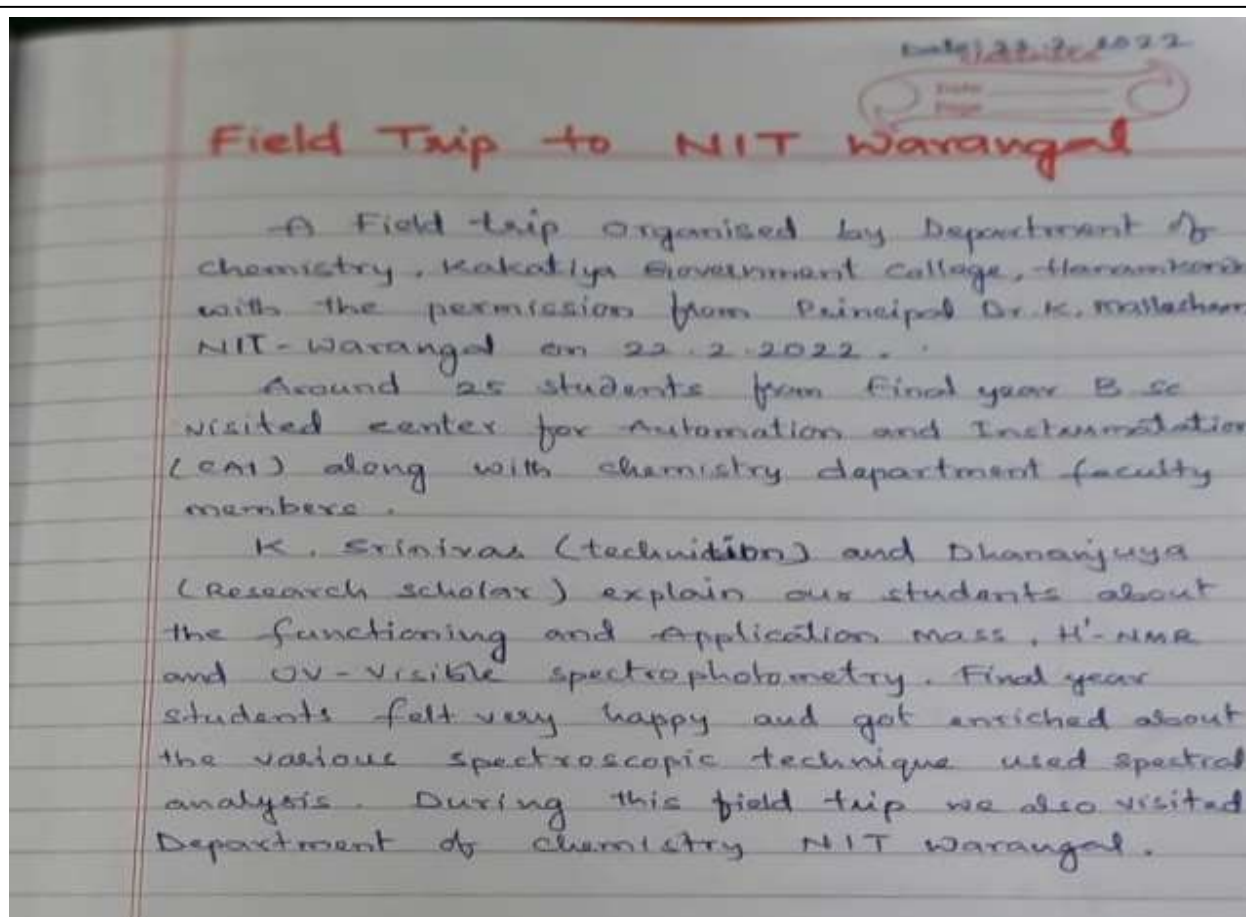 Date: 22.2.2022
Date
Page
Field Trip to NIT Warangal
A Field trip organised by Department of
chemistry, Kakatiya Government College, Hanamkonda
with the permission from Principal Dr. K. Mallesham
NIT-Warangal on 22.2.2022.
Around 25 students from Final year B sc
visited center for Automation and Instrumetation
(CAI) along with chemistry department faculty
members.
K. Srinivas (technition) and Dhananjuya
(Research scholar) explain our students about
the functioning and Application mass, H'-NMR
and UV-Visible spectrophotometry. Final year
students felt very happy and got enriched about
the various spectroscopic technique used spectral
analysis. During this field trip we also visited
Department of chemistry NIT Warangal.